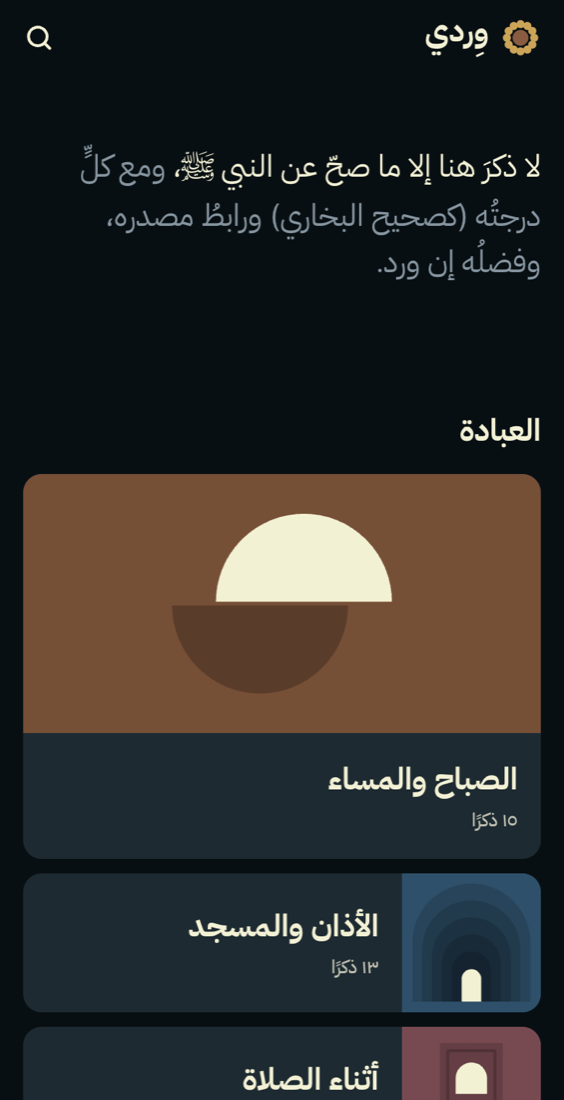 وِردي
لا ذكرَ هنا إلا ما صحّ عن النبي ﷺ، ومع كلٍّ
درجتُه (كصحيح البخاري) ورابطُ مصدره،
وفضلُه إن ورد.
العبادة
الصباح والمساء
١٥ ذكرًا
الأذان والمسجد
١٣ ذكرًا
أثناء الصلاة